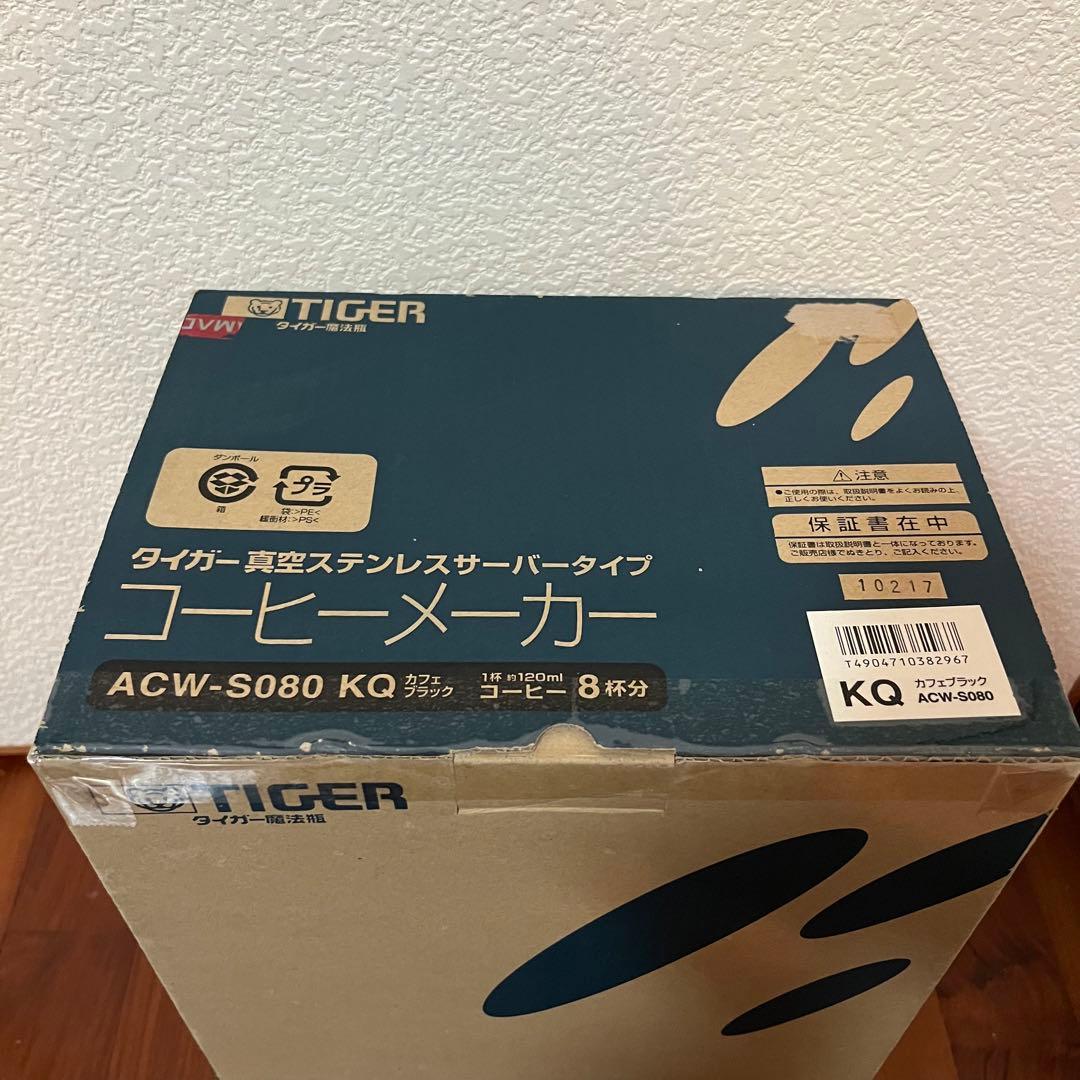 TIGER
タイガー魔法瓶
ダンボール
箱
プラ
袋:>PE<
緩衝材:>PS<
⚠注意
●ご使用の際は、取扱説明書をよくお読みの上、
正しくお使いください。
保証書在中
保証書は取扱説明書と一体になっております。
ご販売店様でぬきとり、ご記入ください。
10217
タイガー真空ステンレスサーバータイプ
コーヒーメーカー
ACW-S080 KQ カフェブラック 1杯 約120ml コーヒー 8杯分
T4904710382967
KQ カフェブラック
ACW-S080
TIGER
タイガー魔法瓶